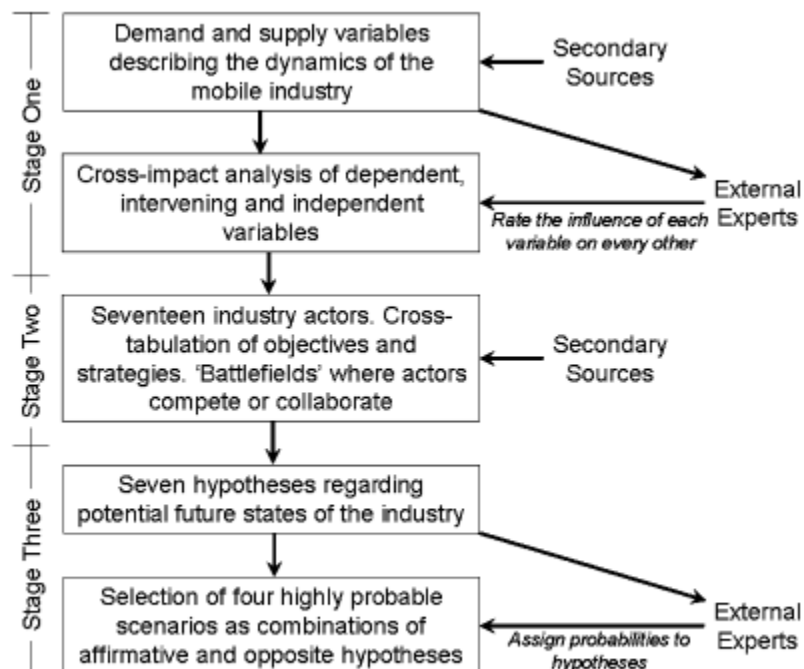 Stage One
Demand and supply variables
describing the dynamics of the
mobile industry
Secondary
Sources
Cross-impact analysis of dependent,
intervening and independent
variables
External
Experts
Rate the influence of each
variable on every other
Stage Two
Seventeen industry actors. Cross-
tabulation of objectives and
strategies. 'Battlefields' where actors
compete or collaborate
Secondary
Sources
Stage Three
Seven hypotheses regarding
potential future states of the industry
Selection of four highly probable
scenarios as combinations of
affirmative and opposite hypotheses
External
Experts
Assign probabilities to
hypotheses